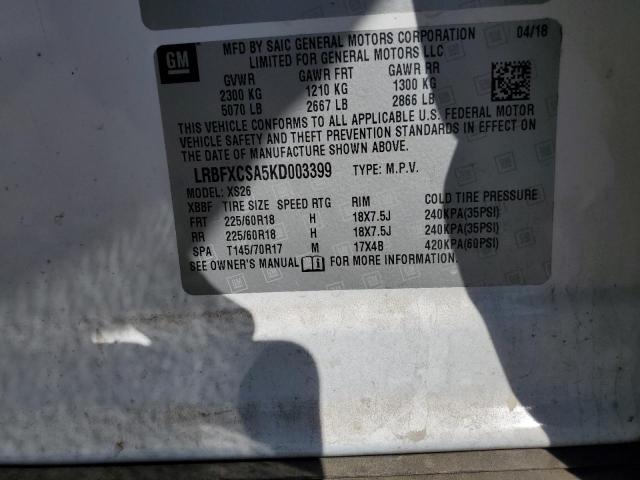 GM
MFD BY SAIC GENERAL MOTORS CORPORATION 04/18
LIMITED FOR GENERAL MOTORS LLC
GVWR GAWR FRT GAWR RR
2300 KG 1210 KG 1300 KG
5070 LB 2667 LB 2866 LB
THIS VEHICLE CONFORMS TO ALL APPLICABLE U.S. FEDERAL MOTOR
VEHICLE SAFETY AND THEFT PREVENTION STANDARDS IN EFFECT ON
THE DATE OF MANUFACTURE SHOWN ABOVE.
LRBFXCSA5KD003399 TYPE: M.P.V.
MODEL: XS26
XBBF TIRE SIZE SPEED RTG RIM COLD TIRE PRESSURE
FRT 225/60R18 H 18X7.5J 240KPA(35PSI)
RR 225/60R18 H 18X7.5J 240KPA(35PSI)
SPA T145/70R17 M 17X4B 420KPA(60PSI)
SEE OWNER'S MANUAL FOR MORE INFORMATION.